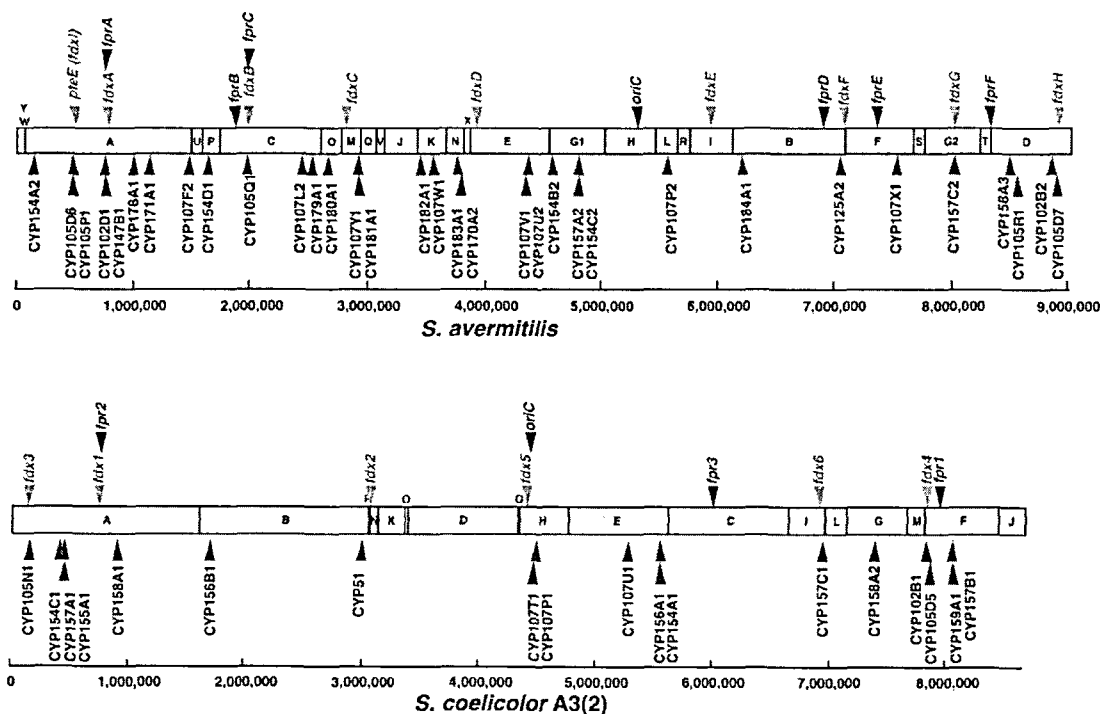 pteE (fdxI)
fdxA
fprA
fprB
fdxB
fprC
fdxC
fdxD
oriC
fdxE
fprD
fdxF
fprE
fdxG
fprF
fdxH
Y
W A U P C O M Q V J K N X E G1 H L R I B F S G2 T D
CYP154A2
CYP105D6
CYP105P1
CYP102D1
CYP147B1
CYP178A1
CYP171A1
CYP107F2
CYP154D1
CYP105Q1
CYP107L2
CYP179A1
CYP180A1
CYP107Y1
CYP181A1
CYP182A1
CYP107W1
CYP183A1
CYP170A2
CYP107V1
CYP107U2
CYP154B2
CYP157A2
CYP154C2
CYP107P2
CYP184A1
CYP125A2
CYP107X1
CYP157C2
CYP158A3
CYP105R1
CYP102B2
CYP105D7
0 1,000,000 2,000,000 3,000,000 4,000,000 5,000,000 6,000,000 7,000,000 8,000,000 9,000,000
S. avermitilis
fdx3
fdx1
fpr2
fdx2
fdx5
oriC
fpr3
fdx6
fdx4
fpr1
A B N K O D Q H E C I L G M F J
CYP105N1
CYP154C1
CYP157A1
CYP155A1
CYP158A1
CYP156B1
CYP51
CYP107T1
CYP107P1
CYP107U1
CYP156A1
CYP154A1
CYP157C1
CYP158A2
CYP102B1
CYP105D5
CYP159A1
CYP157B1
0 1,000,000 2,000,000 3,000,000 4,000,000 5,000,000 6,000,000 7,000,000 8,000,000
S. coelicolor A3(2)